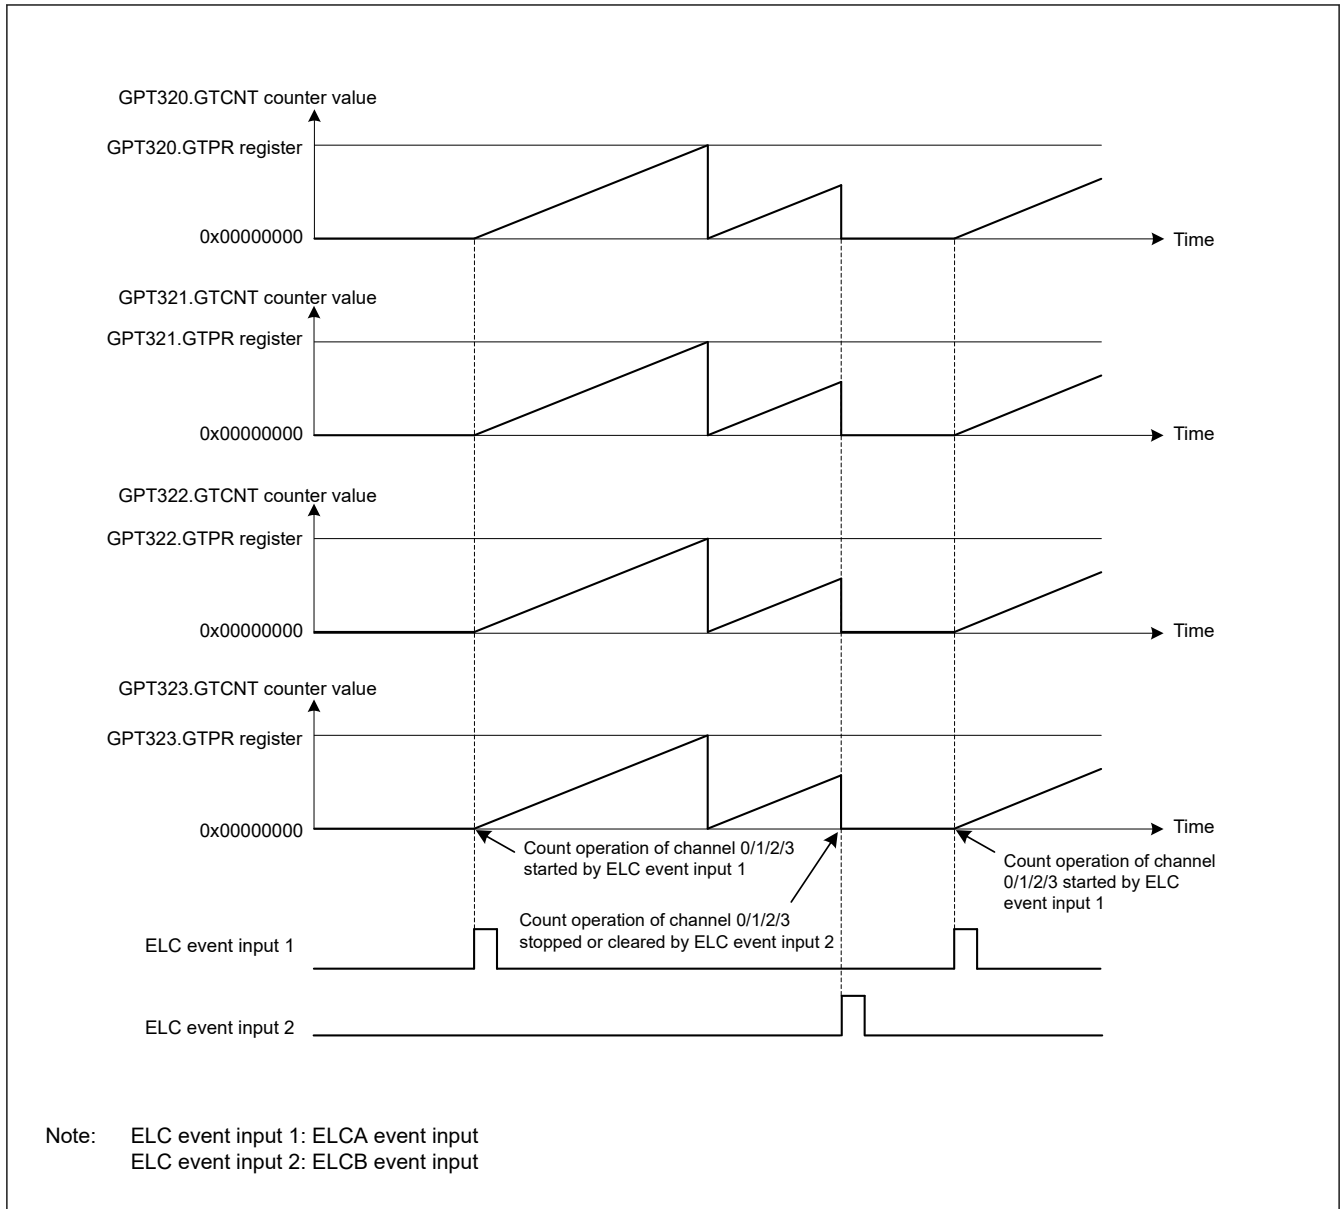 GPT320.GTCNT counter value
GPT320.GTPR register
0x00000000
Time
GPT321.GTCNT counter value
GPT321.GTPR register
0x00000000
Time
GPT322.GTCNT counter value
GPT322.GTPR register
0x00000000
Time
GPT323.GTCNT counter value
GPT323.GTPR register
0x00000000
Time
Count operation of channel 0/1/2/3
started by ELC event input 1
Count operation of channel
0/1/2/3 started by ELC
event input 1
Count operation of channel 0/1/2/3
stopped or cleared by ELC event input 2
ELC event input 1
ELC event input 2
Note: ELC event input 1: ELCA event input
ELC event input 2: ELCB event input